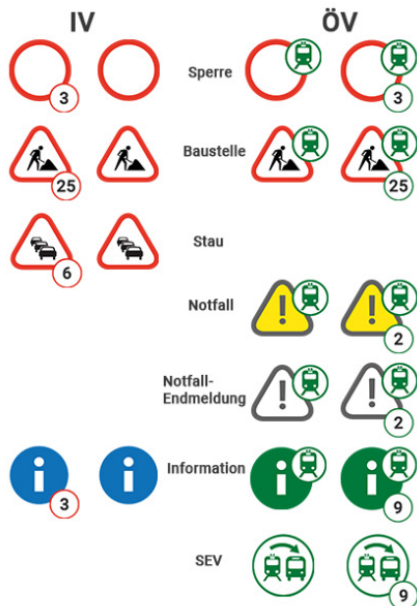 IV ÖV
Sperre
3 3
Baustelle
25 25
Stau
6
Notfall
! !
2
Notfall-
Endmeldung
! !
2
i Information i
3 9
SEV
9